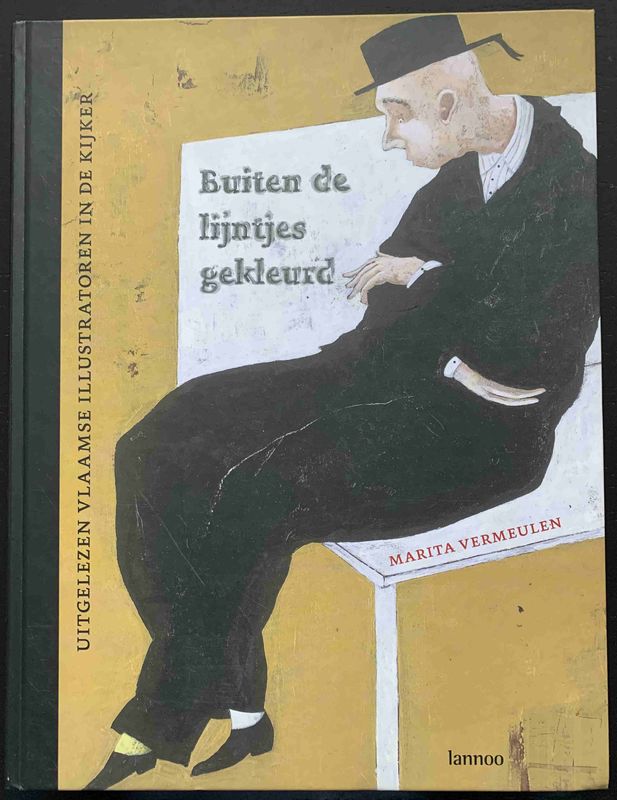 UITGELEZEN VLAAMSE ILLUSTRATOREN IN DE KIJKER
Buiten de
lijntjes
gekleurd
MARITA VERMEULEN
lannoo